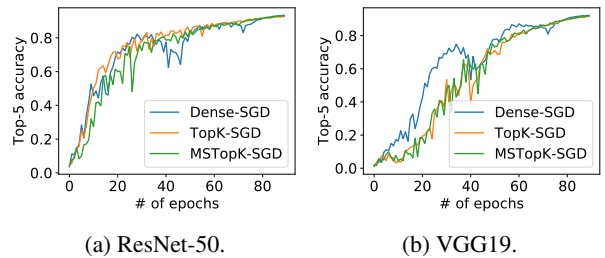 Top-5 accuracy
0.8
0.6
0.4
0.2
0.0
Dense-SGD
TopK-SGD
MSTopK-SGD
0 20 40 60 80
# of epochs
(a) ResNet-50.
Top-5 accuracy
0.8
0.6
0.4
0.2
0.0
Dense-SGD
TopK-SGD
MSTopK-SGD
0 20 40 60 80
# of epochs
(b) VGG19.